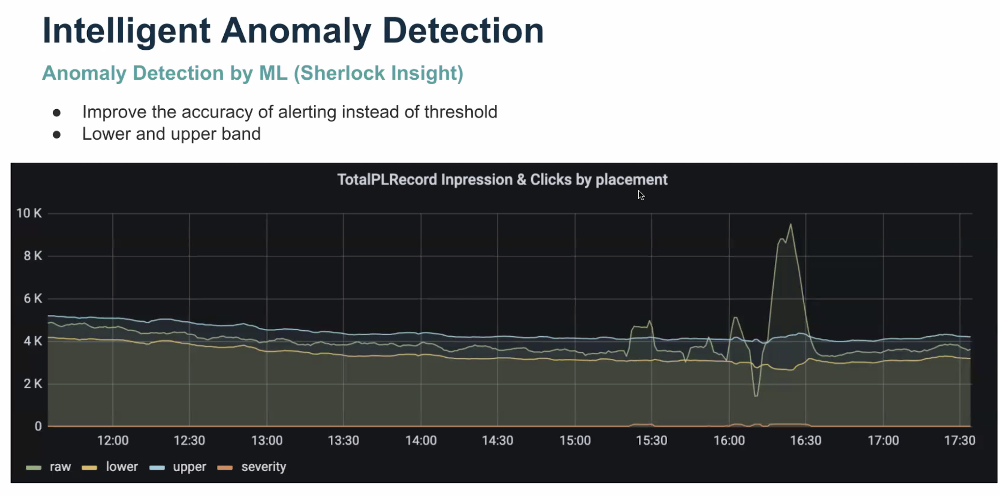 Intelligent Anomaly Detection
Anomaly Detection by ML (Sherlock Insight)
● Improve the accuracy of alerting instead of threshold
● Lower and upper band
TotalPLRecord Inpression & Clicks by placement
10 K
8 K
6 K
4 K
2 K
0
12:00 12:30 13:00 13:30 14:00 14:30 15:00 15:30 16:00 16:30 17:00 17:30
raw lower upper severity